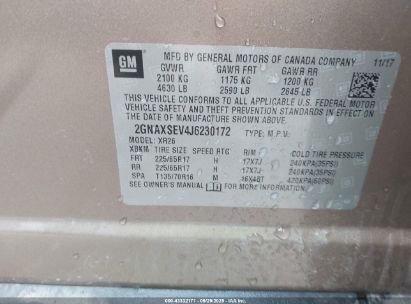 GM
MFD BY GENERAL MOTORS OF CANADA COMPANY
11/17
GVWR GAWR FRT GAWR RR
2100 KG 1175 KG 1200 KG
4630 LB 2590 LB 2645 LB
THIS VEHICLE CONFORMS TO ALL APPLICABLE U.S. FEDERAL MOTOR
VEHICLE SAFETY AND THEFT PREVENTION STANDARDS IN EFFECT ON
THE DATE OF MANUFACTURE SHOWN ABOVE.
2GNAXSEV4J6230172 TYPE: M.P.V.
MODEL: XR26
XBKM TIRE SIZE SPEED RTG RIM COLD TIRE PRESSURE
FRT 225/65R17 H 17X7J 240KPA(35PSI)
RR 225/65R17 H 17X7J 240KPA(35PSI)
SPA T135/70R16 M 16X4BT 420KPA(60PSI)
SEE OWNER'S MANUAL FOR MORE INFORMATION.